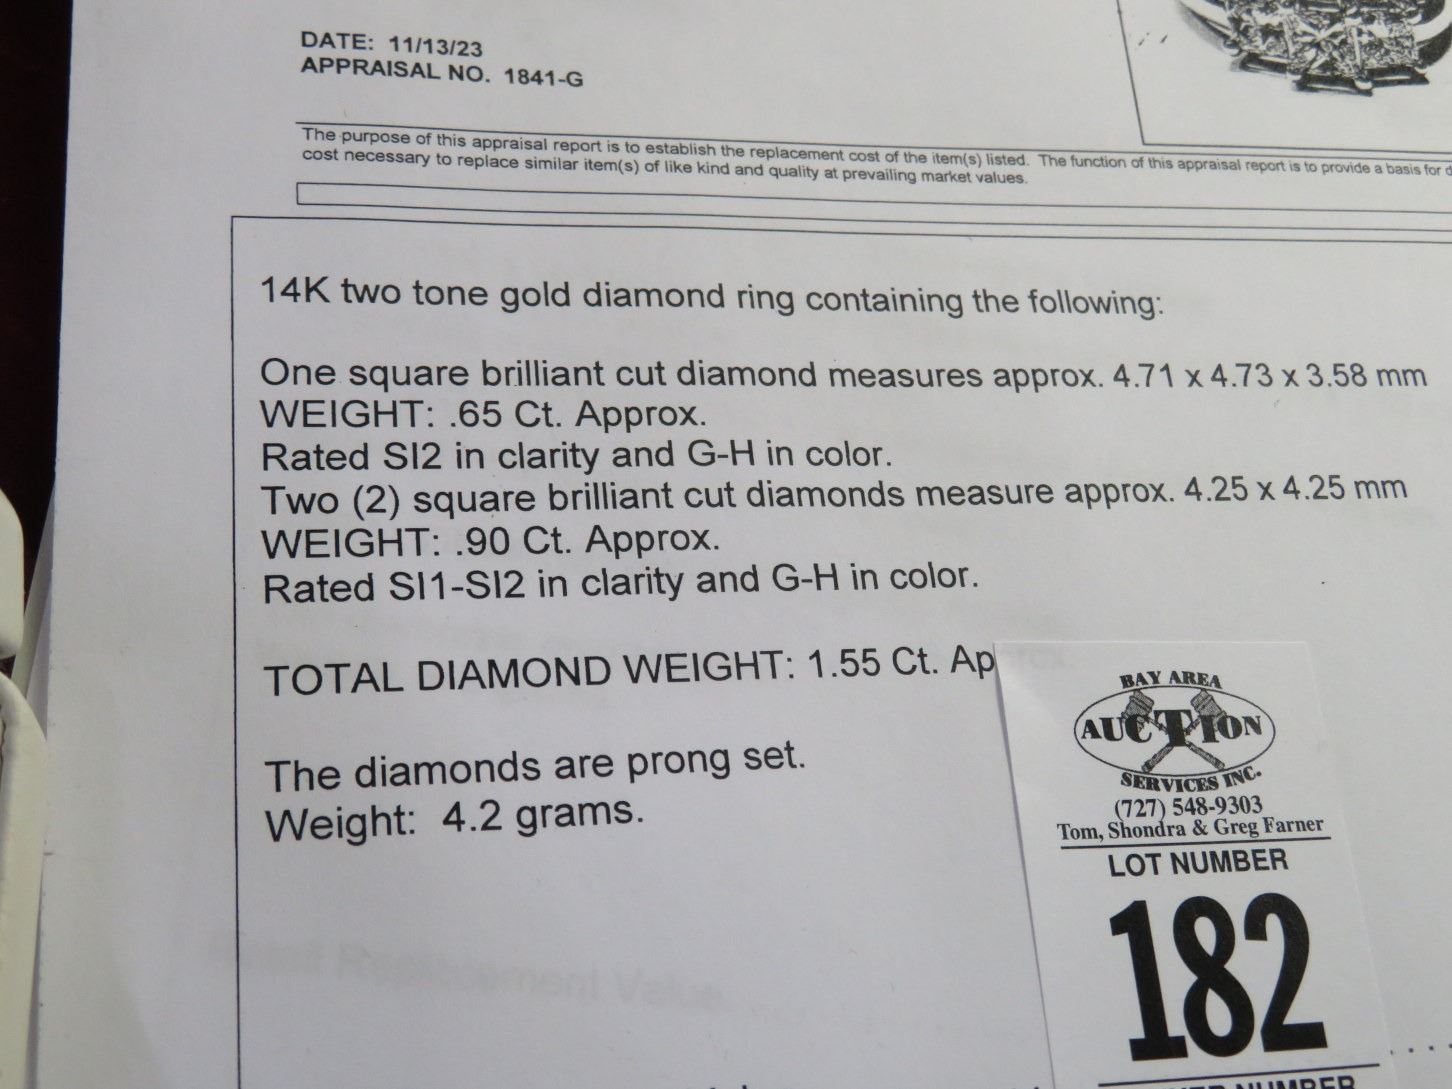 DATE: 11/13/23
APPRAISAL NO. 1841-G
The purpose of this appraisal report is to establish the replacement cost of the item(s) listed. The function of this appraisal report is to provide a basis for
cost necessary to replace similar item(s) of like kind and quality at prevailing market values.
14K two tone gold diamond ring containing the following:
One square brilliant cut diamond measures approx. 4.71 x 4.73 x 3.58 mm
WEIGHT: .65 Ct. Approx.
Rated SI2 in clarity and G-H in color.
Two (2) square brilliant cut diamonds measure approx. 4.25 x 4.25 mm
WEIGHT: .90 Ct. Approx.
Rated SI1-SI2 in clarity and G-H in color.
TOTAL DIAMOND WEIGHT: 1.55 Ct. Ap
The diamonds are prong set.
Weight: 4.2 grams.
Replacement Value
BAY AREA
AUCTION
SERVICES INC.
(727) 548-9303
Tom, Shondra & Greg Farner
LOT NUMBER
182
NUMBER